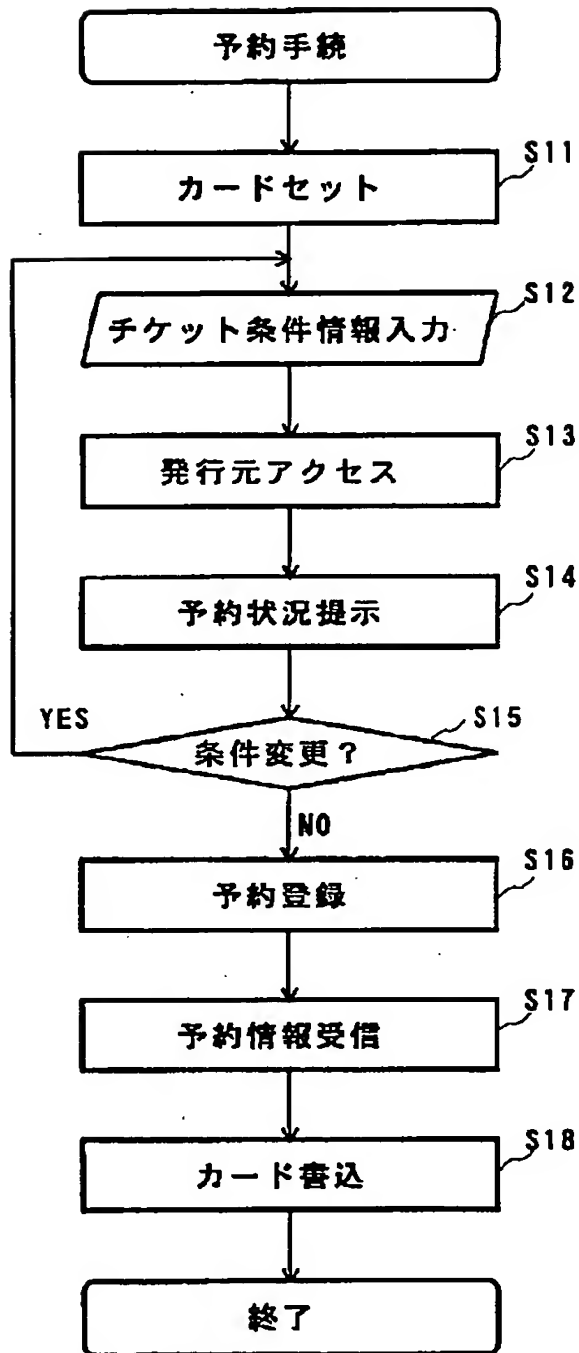 予約手続
S11
カードセット
S12
チケット条件情報入力
S13
発行元アクセス
S14
予約状況提示
YES
S15
条件変更?
NO
S16
予約登録
S17
予約情報受信
S18
カード書込
終了